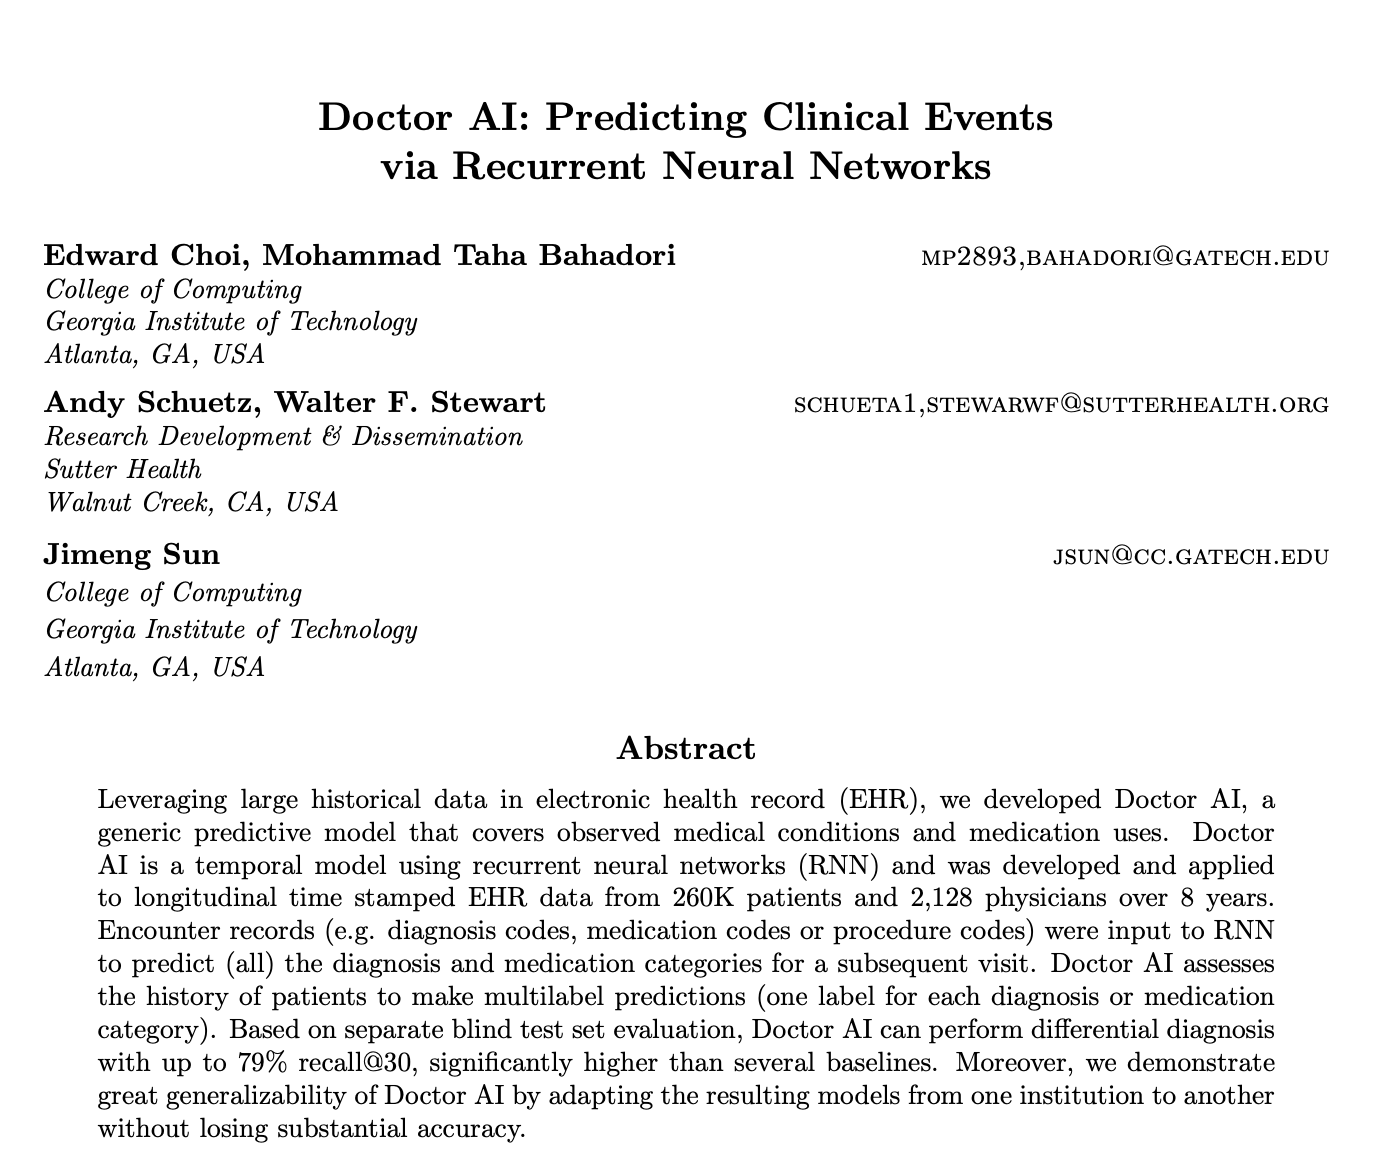 Doctor AI: Predicting Clinical Events
via Recurrent Neural Networks
Edward Choi, Mohammad Taha Bahadori MP2893,BAHADORI@GATECH.EDU
College of Computing
Georgia Institute of Technology
Atlanta, GA, USA
Andy Schuetz, Walter F. Stewart SCHUETA1,STEWARWF@SUTTERHEALTH.ORG
Research Development & Dissemination
Sutter Health
Walnut Creek, CA, USA
Jimeng Sun JSUN@CC.GATECH.EDU
College of Computing
Georgia Institute of Technology
Atlanta, GA, USA
Abstract
Leveraging large historical data in electronic health record (EHR), we developed Doctor AI, a
generic predictive model that covers observed medical conditions and medication uses. Doctor
AI is a temporal model using recurrent neural networks (RNN) and was developed and applied
to longitudinal time stamped EHR data from 260K patients and 2,128 physicians over 8 years.
Encounter records (e.g. diagnosis codes, medication codes or procedure codes) were input to RNN
to predict (all) the diagnosis and medication categories for a subsequent visit. Doctor AI assesses
the history of patients to make multilabel predictions (one label for each diagnosis or medication
category). Based on separate blind test set evaluation, Doctor AI can perform differential diagnosis
with up to 79% recall@30, significantly higher than several baselines. Moreover, we demonstrate
great generalizability of Doctor AI by adapting the resulting models from one institution to another
without losing substantial accuracy.